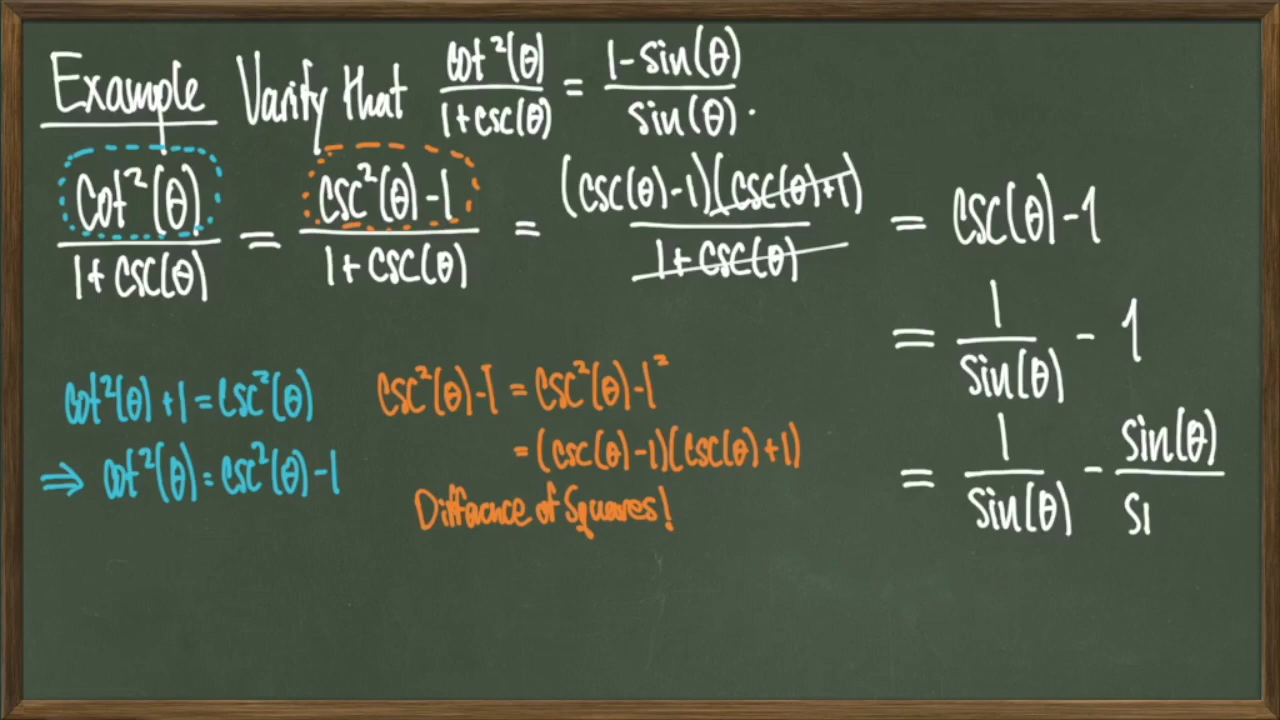 Example Varify that cot²(θ)/1+csc(θ) = 1-sin(θ)/sin(θ).
cot²(θ)/1+csc(θ) = csc²(θ)-1/1+csc(θ) = (csc(θ)-1)(csc(θ)+1)/1+csc(θ) = csc(θ)-1
= 1/sin(θ) - 1
cot²(θ)+1=csc²(θ)
⇒ cot²(θ)=csc²(θ)-1
csc²(θ)-1 = csc²(θ)-1²
=(csc(θ)-1)(csc(θ)+1)
Difference of Squares!
= 1/sin(θ) - sin(θ)/si